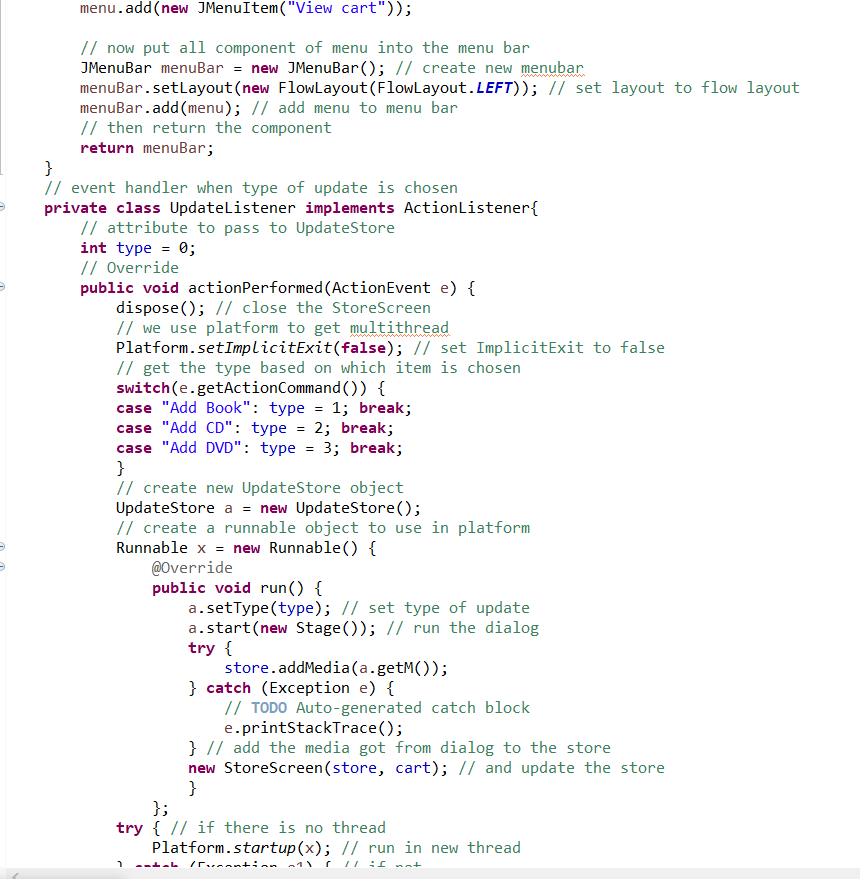 menu.add(new JMenuItem("View cart"));
// now put all component of menu into the menu bar
JMenuBar menuBar = new JMenuBar(); // create new menubar
menuBar.setLayout(new FlowLayout(FlowLayout.LEFT)); // set layout to flow layout
menuBar.add(menu); // add menu to menu bar
// then return the component
return menuBar;
}
// event handler when type of update is chosen
private class UpdateListener implements ActionListener{
// attribute to pass to UpdateStore
int type = 0;
// Override
public void actionPerformed(ActionEvent e) {
dispose(); // close the StoreScreen
// we use platform to get multithread
Platform.setImplicitExit(false); // set ImplicitExit to false
// get the type based on which item is chosen
switch(e.getActionCommand()) {
case "Add Book": type = 1; break;
case "Add CD": type = 2; break;
case "Add DVD": type = 3; break;
}
// create new UpdateStore object
UpdateStore a = new UpdateStore();
// create a runnable object to use in platform
Runnable x = new Runnable() {
@Override
public void run() {
a.setType(type); // set type of update
a.start(new Stage()); // run the dialog
try {
store.addMedia(a.getM());
} catch (Exception e) {
// TODO Auto-generated catch block
e.printStackTrace();
} // add the media got from dialog to the store
new StoreScreen(store, cart); // and update the store
}
};
try { // if there is no thread
Platform.startup(x); // run in new thread
} catch (Exception e1) { // if not